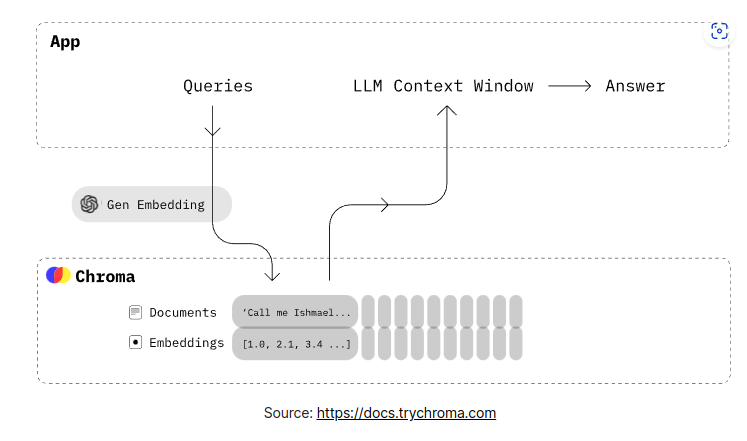 App
Queries
LLM Context Window
Answer
Gen Embedding
Chroma
Documents
‘Call me Ishmael...
Embeddings
[1.0, 2.1, 3.4 ...]
Source: https://docs.trychroma.com